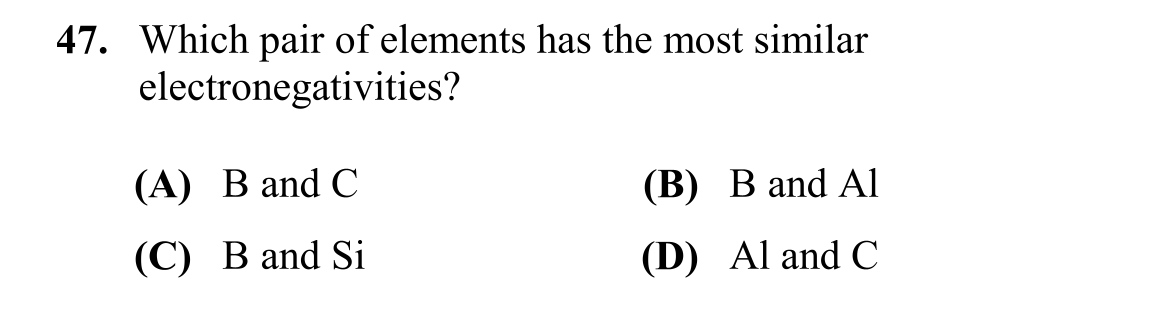 47. Which pair of elements has the most similar
electronegativities?
(A) B and C (B) B and Al
(C) B and Si (D) Al and C